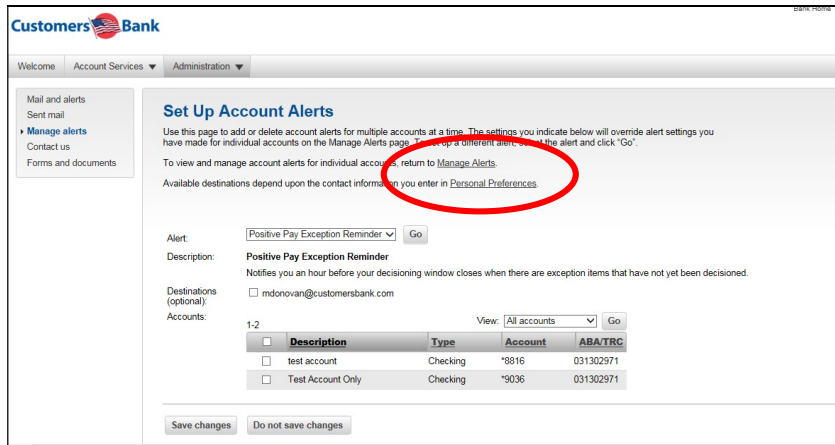 Bank Home
Customers Bank
Welcome Account Services Administration
Mail and alerts
Sent mail
Manage alerts
Contact us
Forms and documents
Set Up Account Alerts
Use this page to add or delete account alerts for multiple accounts at a time. The settings you indicate below will override alert settings you
have made for individual accounts on the Manage Alerts page. To set up a different alert, select the alert and click "Go".
To view and manage account alerts for individual accounts, return to Manage Alerts.
Available destinations depend upon the contact information you enter in Personal Preferences.
Alert: Positive Pay Exception Reminder Go
Description: Positive Pay Exception Reminder
Notifies you an hour before your decisioning window closes when there are exception items that have not yet been decisioned.
Destinations (optional): mdonovan@customersbank.com
Accounts:
1-2 View: All accounts Go
Description Type Account ABA/TRC
test account Checking *8816 031302971
Test Account Only Checking *9036 031302971
Save changes Do not save changes